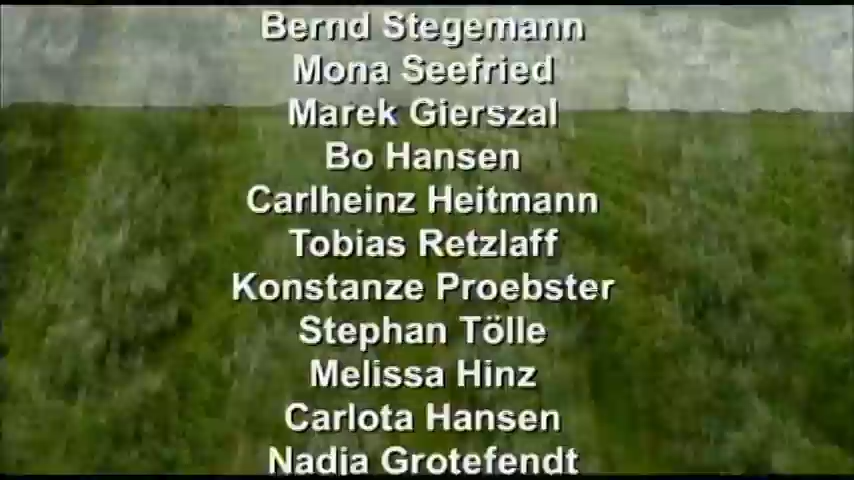 Bernd Stegemann
Mona Seefried
Marek Gierszal
Bo Hansen
Carlheinz Heitmann
Tobias Retzlaff
Konstanze Proebster
Stephan Tölle
Melissa Hinz
Carlota Hansen
Nadja Grotefendt